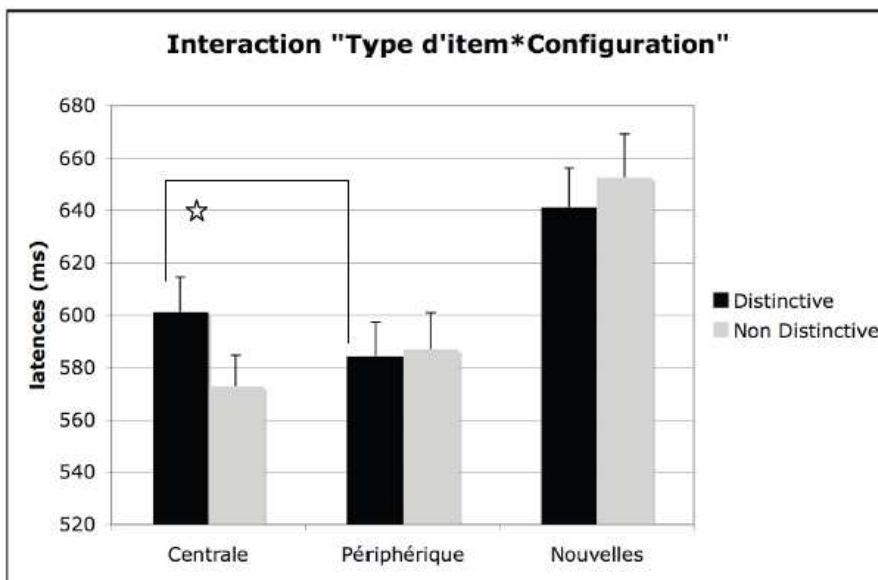 Interaction "Type d'item*Configuration"
latences (ms)
680
660
640
620
600
580
560
540
520
Centrale
Périphérique
Nouvelles
Distinctive
Non Distinctive